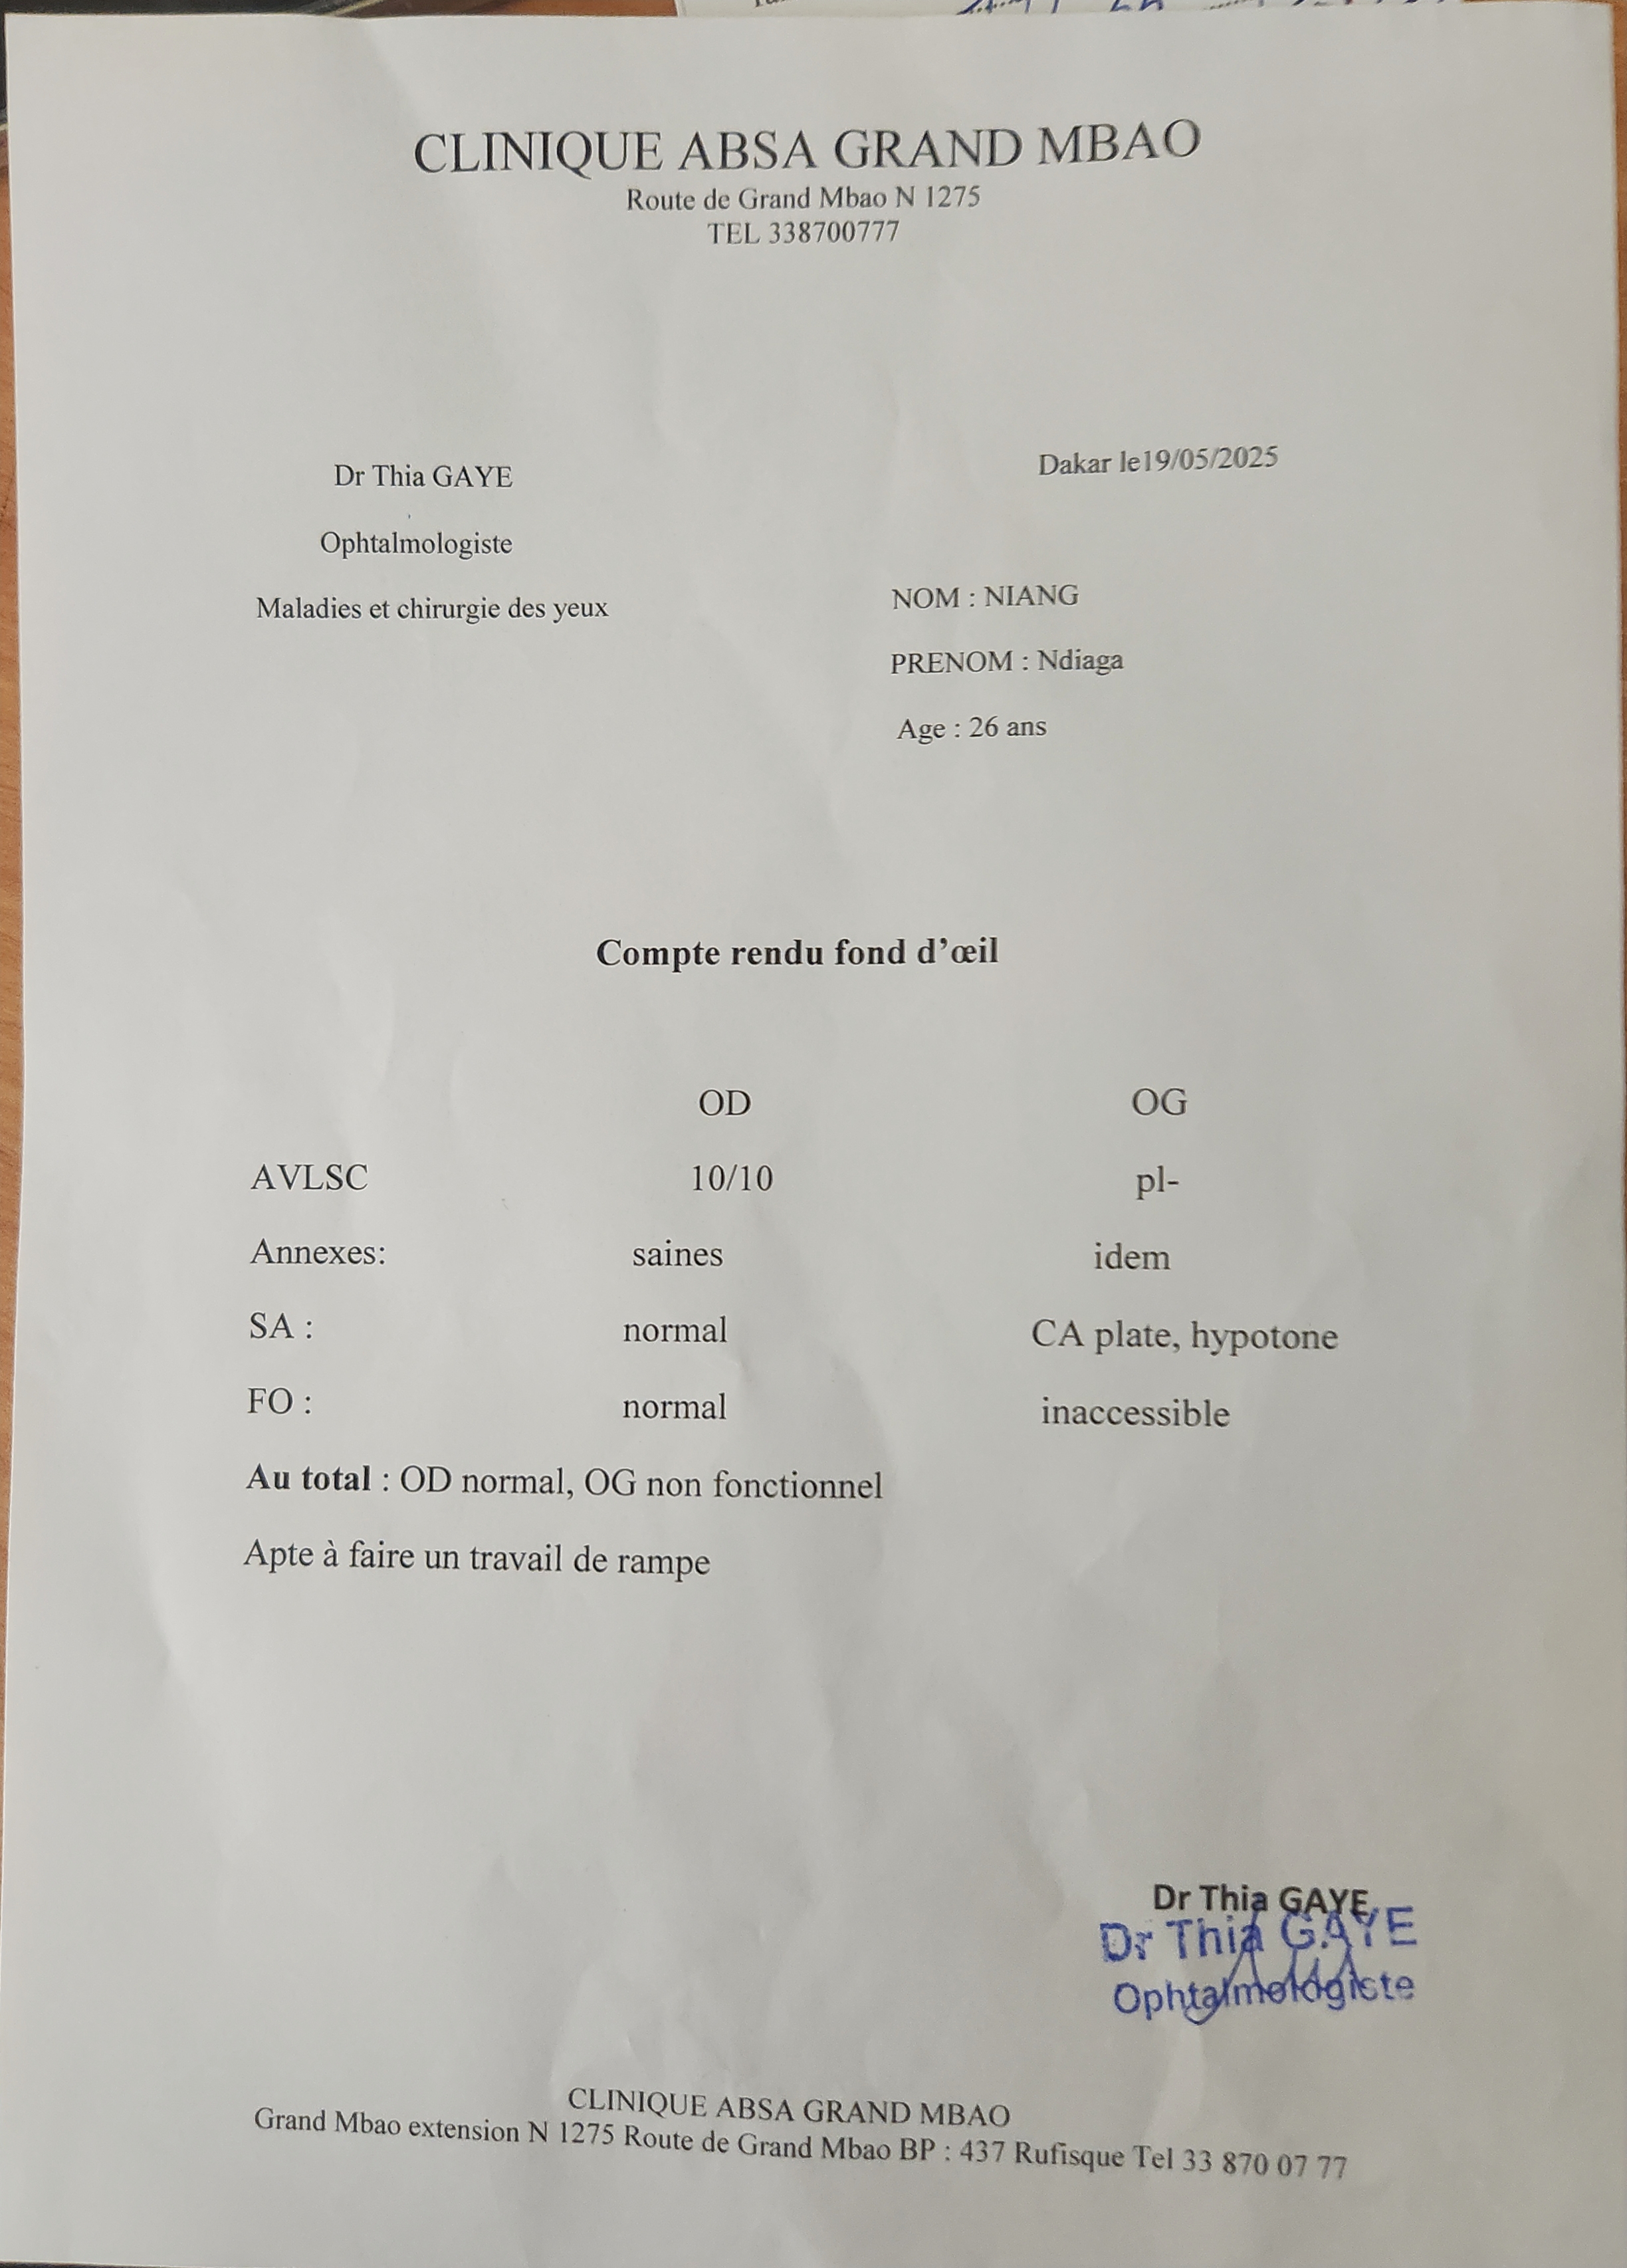 CLINIQUE ABSA GRAND MBAO
Route de Grand Mbao N 1275
TEL 338700777
Dr Thia GAYE
Ophtalmologiste
Maladies et chirurgie des yeux
Dakar le19/05/2025
NOM : NIANG
PRENOM : Ndiaga
Age : 26 ans
Compte rendu fond d’œil
OD OG
AVLSC 10/10 pl-
Annexes: saines idem
SA : normal CA plate, hypotone
FO : normal inaccessible
Au total : OD normal, OG non fonctionnel
Apte à faire un travail de rampe
Dr Thia GAYE
Dr Thia GAYE
Ophtalmologiste
CLINIQUE ABSA GRAND MBAO
Grand Mbao extension N 1275 Route de Grand Mbao BP : 437 Rufisque Tel 33 870 07 77